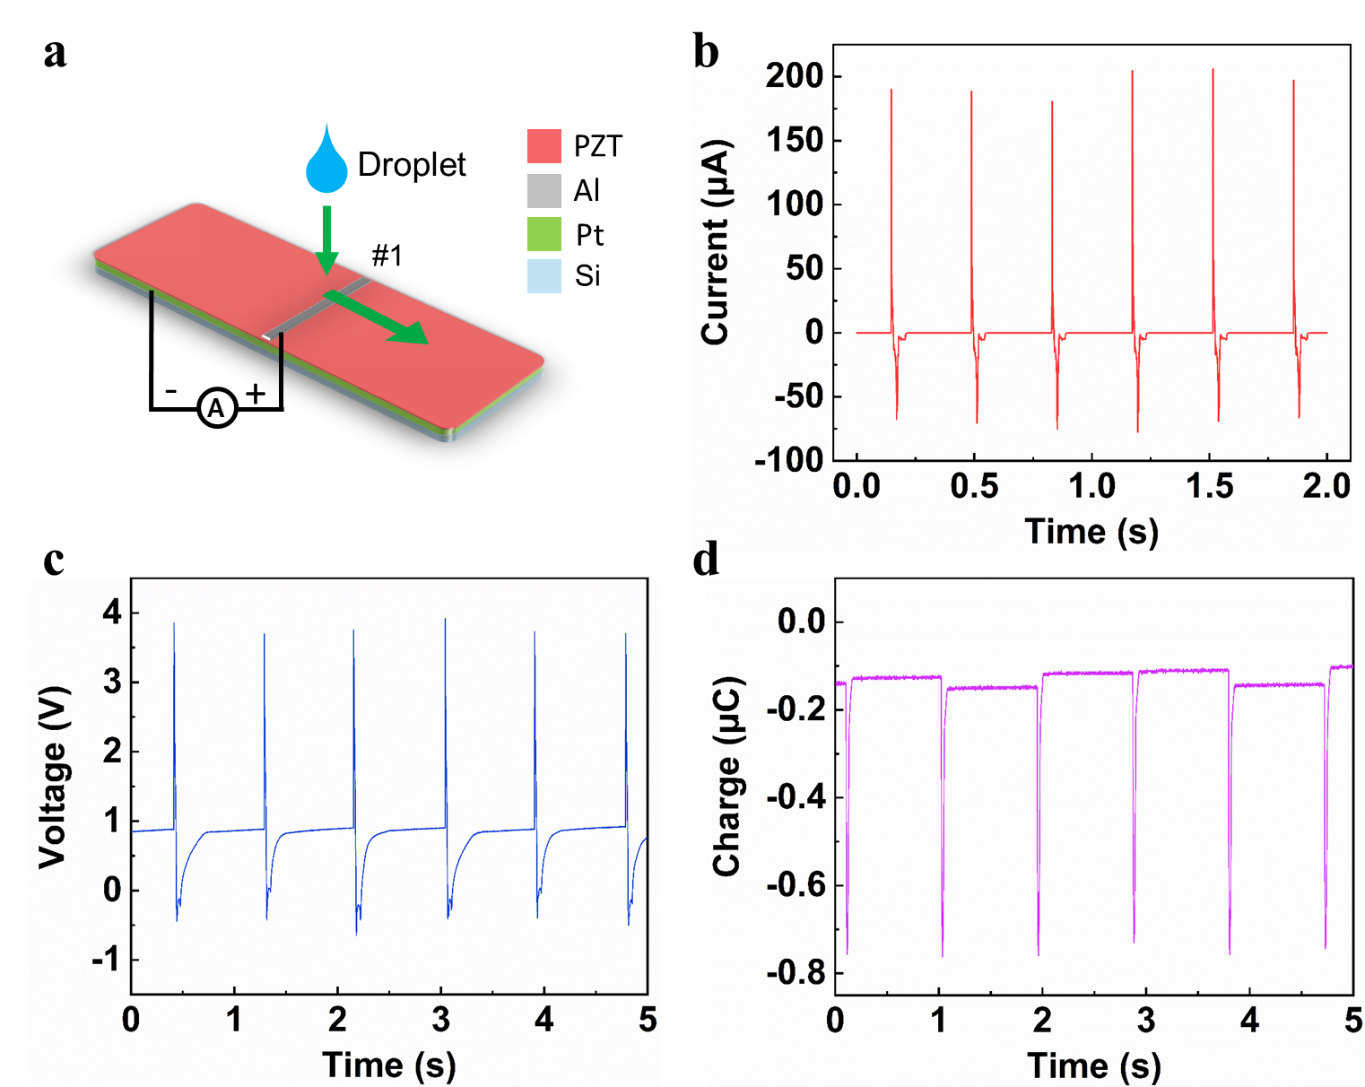 a
Droplet
#1
PZT
Al
Pt
Si
-
A
+
b
Current (µA)
200
150
100
50
0
-50
-100
0.0 0.5 1.0 1.5 2.0
Time (s)
c
Voltage (V)
4
3
2
1
0
-1
0 1 2 3 4 5
Time (s)
d
Charge (µC)
0.0
-0.2
-0.4
-0.6
-0.8
0 1 2 3 4 5
Time (s)